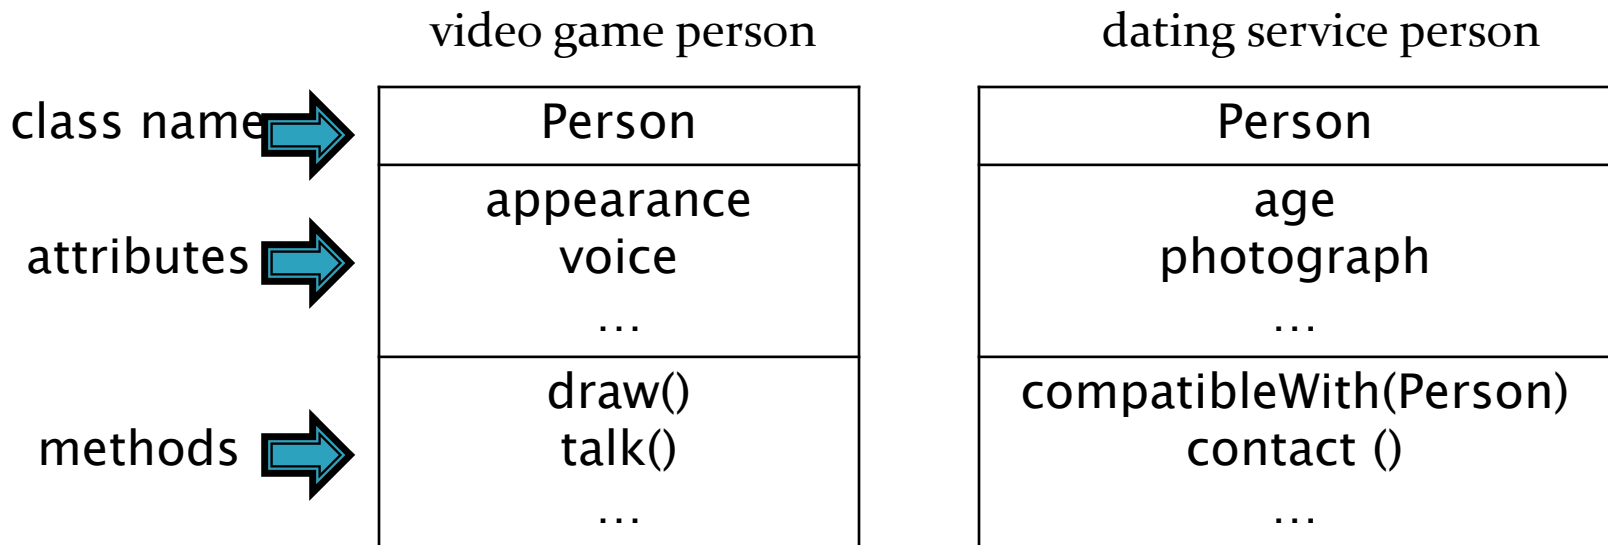 video game person
dating service person
class name
Person
Person
attributes
appearance
voice
…
age
photograph
…
methods
draw()
talk()
…
compatibleWith(Person)
contact ()
…